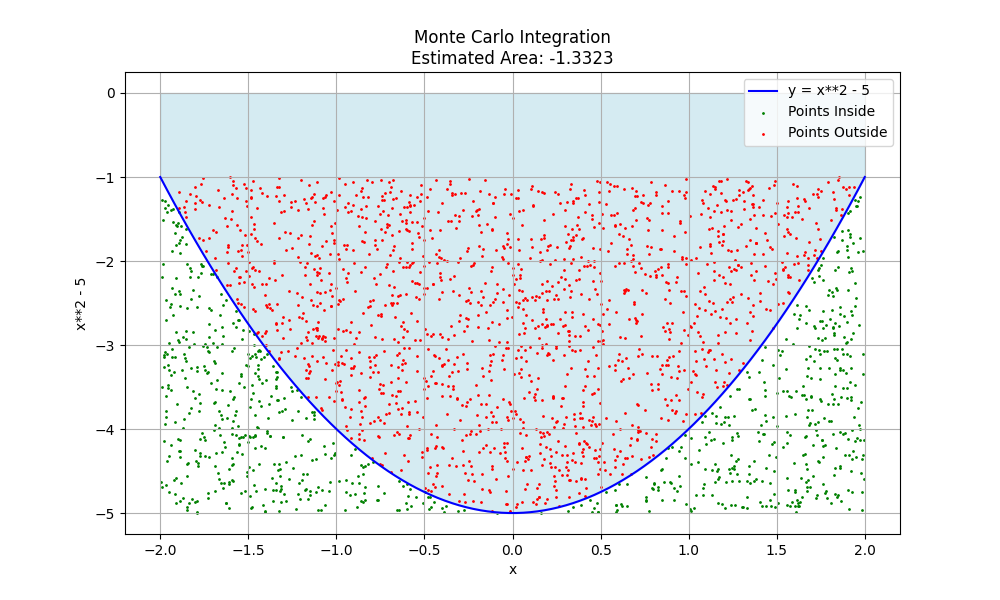 Monte Carlo Integration
Estimated Area: -1.3323
y = x**2 - 5
Points Inside
Points Outside
0
−1
−2
−3
−4
−5
x**2 - 5
−2.0 −1.5 −1.0 −0.5 0.0 0.5 1.0 1.5 2.0
x